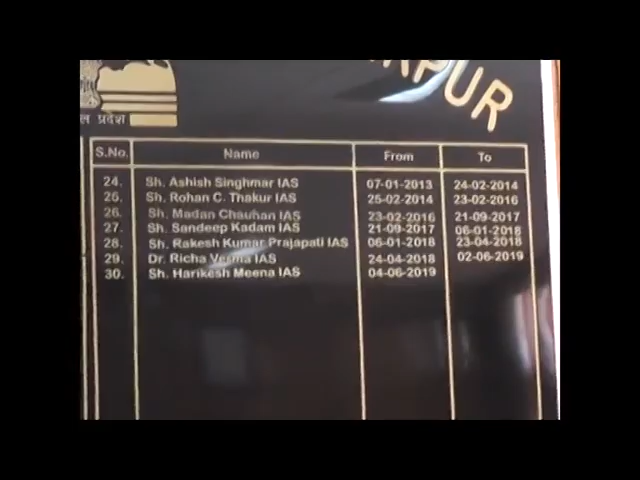 RPUR
ल प्रदेश
S.No. Name From To
24. Sh. Ashish Singhmar IAS 07-01-2013 24-02-2014
25. Sh. Rohan C. Thakur IAS 25-02-2014 23-02-2016
26. Sh. Madan Chauhan IAS 23-02-2016 21-09-2017
27. Sh. Sandeep Kadam IAS 21-09-2017 06-01-2018
28. Sh. Rakesh Kumar Prajapati IAS 06-01-2018 23-04-2018
29. Dr. Richa Verma IAS 24-04-2018 02-06-2019
30. Sh. Harikesh Meena IAS 04-06-2019